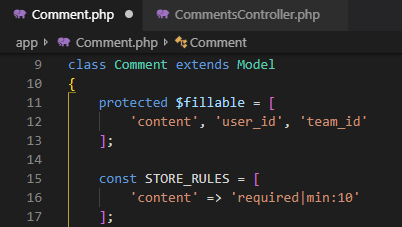 Comment.php ● CommentsController.php
app > Comment.php > Comment
9 class Comment extends Model
10 {
11 protected $fillable = [
12 'content', 'user_id', 'team_id'
13 ];
14
15 const STORE_RULES = [
16 'content' => 'required|min:10'
17 ];